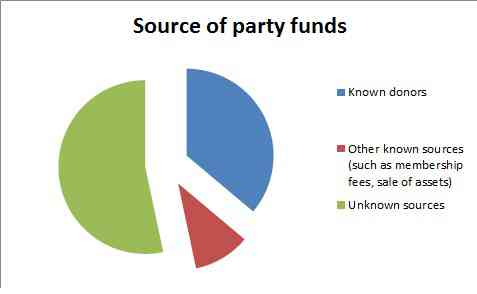 Source of party funds
Known donors
Other known sources
(such as membership
fees, sale of assets)
Unknown sources